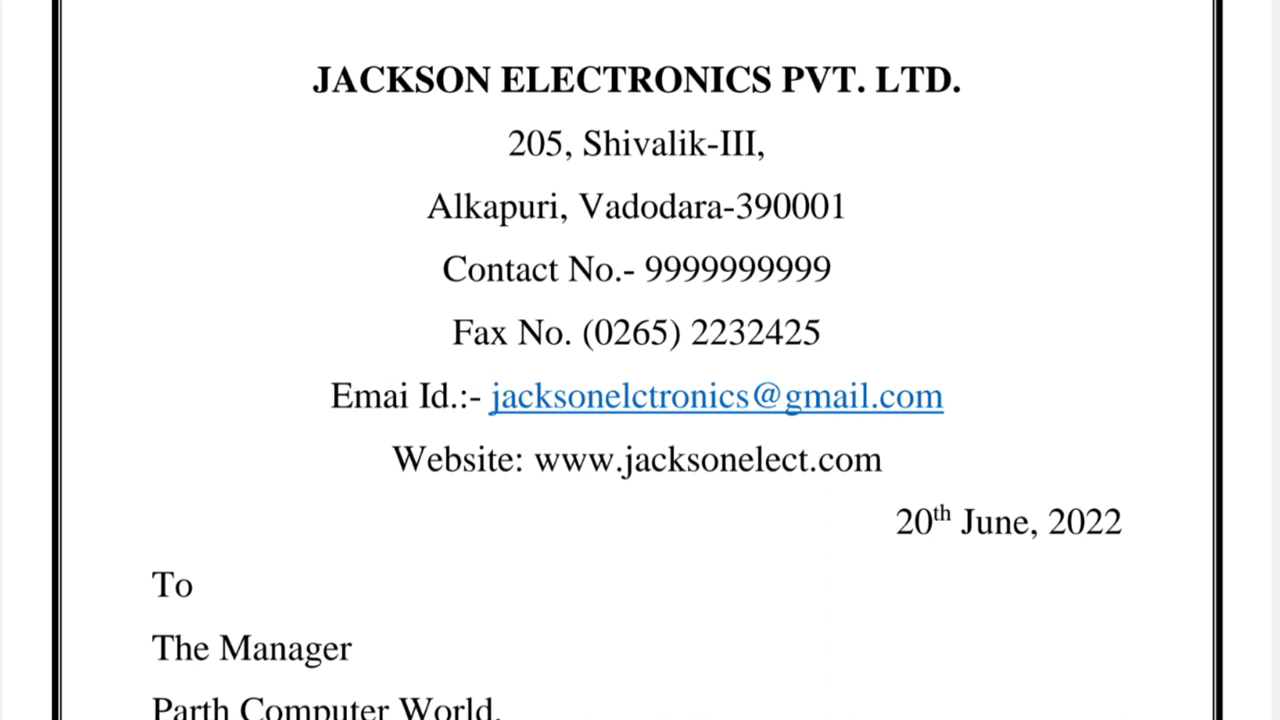 JACKSON ELECTRONICS PVT. LTD.
205, Shivalik-III,
Alkapuri, Vadodara-390001
Contact No.- 9999999999
Fax No. (0265) 2232425
Emai Id.:- jacksonelctronics@gmail.com
Website: www.jacksonelect.com
20th June, 2022
To
The Manager
Parth Computer World,